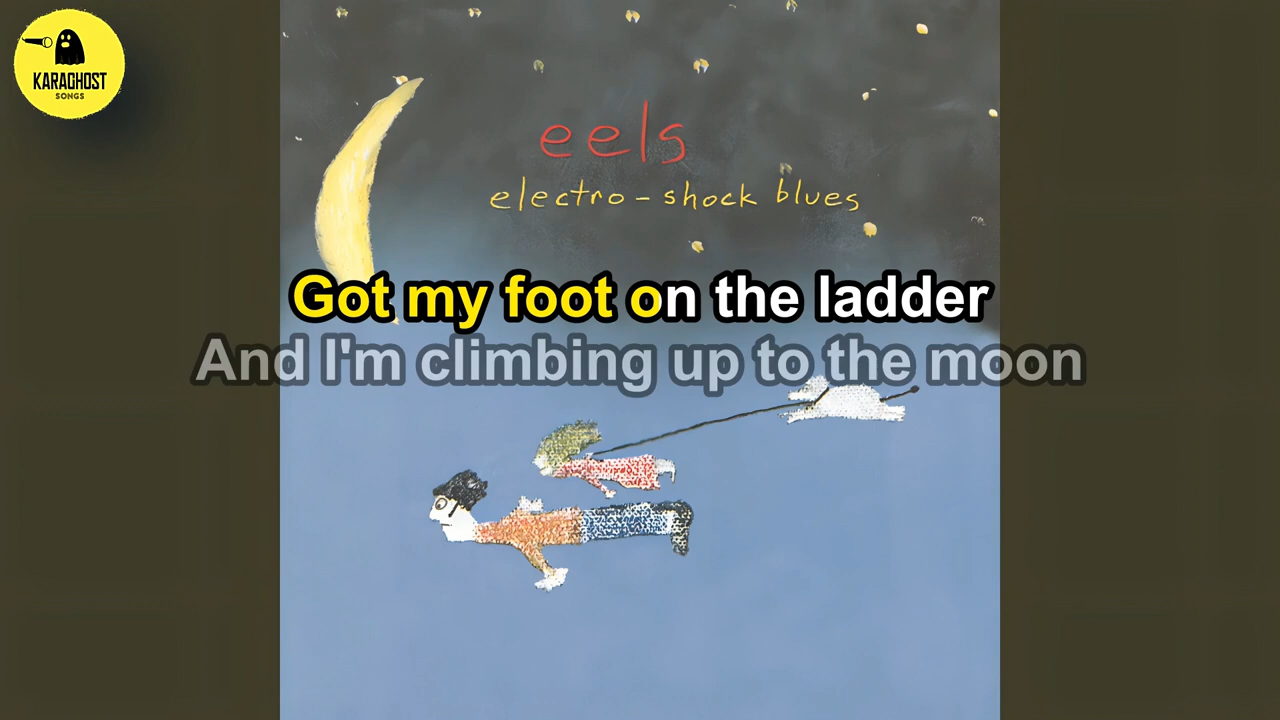 KARAGHOST
SONGS
eels
electro-shock blues
Got my foot on the ladder
And I'm climbing up to the moon